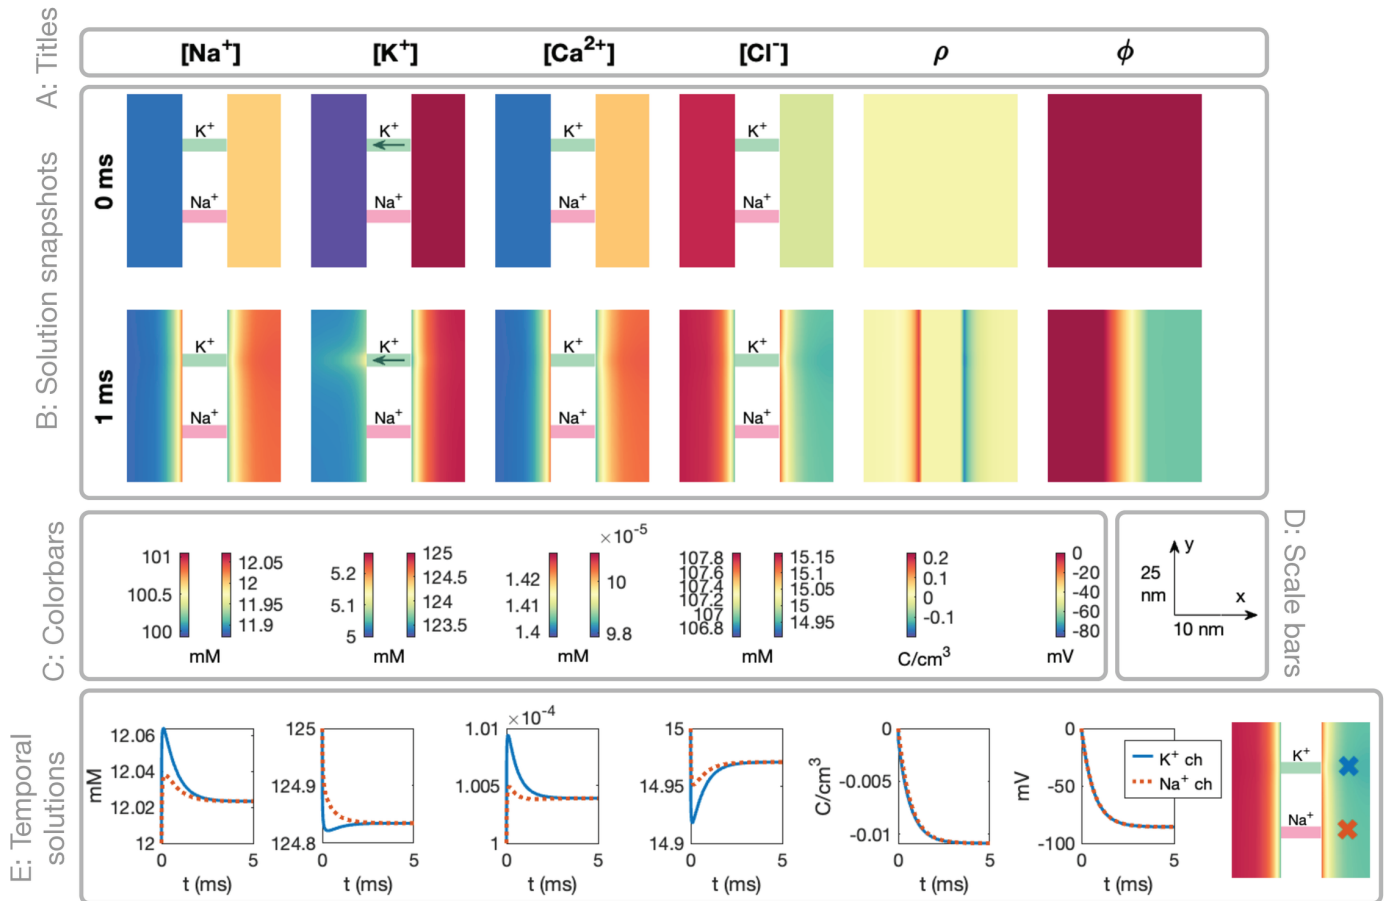 A: Titles
[Na+] [K+] [Ca2+] [Cl-] ρ ϕ
B: Solution snapshots
0 ms
K+ K+ K+ K+
Na+ Na+ Na+ Na+
1 ms
K+ K+ K+ K+
Na+ Na+ Na+ Na+
C: Colorbars
101 100.5 100
12.05 12 11.95 11.9
mM
5.2 5.1 5
125 124.5 124 123.5
mM
×10-5
1.42 1.41 1.4
10 9.8
mM
107.8 107.6 107.4 107.2 107 106.8
15.15 15.1 15.05 15 14.95
mM
0.2 0.1 0 -0.1
C/cm3
0 -20 -40 -60 -80
mV
D: Scale bars
y
25 nm
x
10 nm
E: Temporal solutions
mM
12.06 12.04 12.02 12
0 5
t (ms)
125 124.9 124.8
0 5
t (ms)
×10-4
1.01 1.005 1
0 5
t (ms)
15 14.95 14.9
0 5
t (ms)
C/cm3
0 -0.005 -0.01
0 5
t (ms)
mV
0 -50 -100
0 5
t (ms)
K+ ch
Na+ ch
K+
Na+